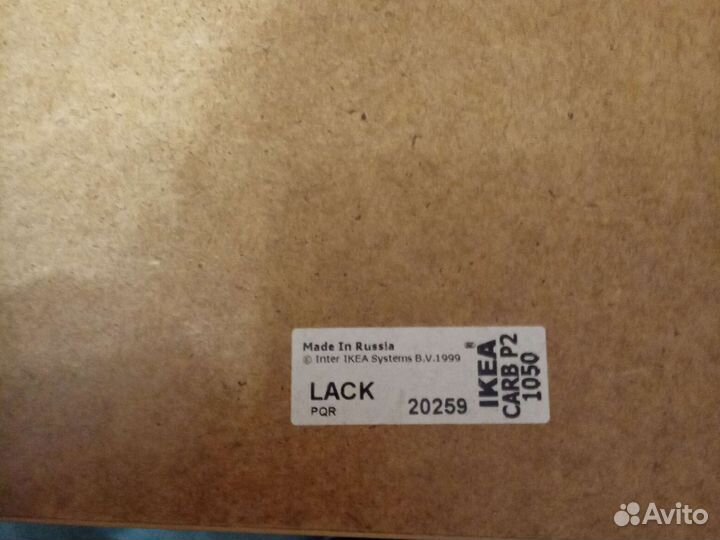 Made In Russia
© Inter IKEA Systems B.V.1999
LACK
PQR
20259
®
IKEA
CARB P2
1050
Avito